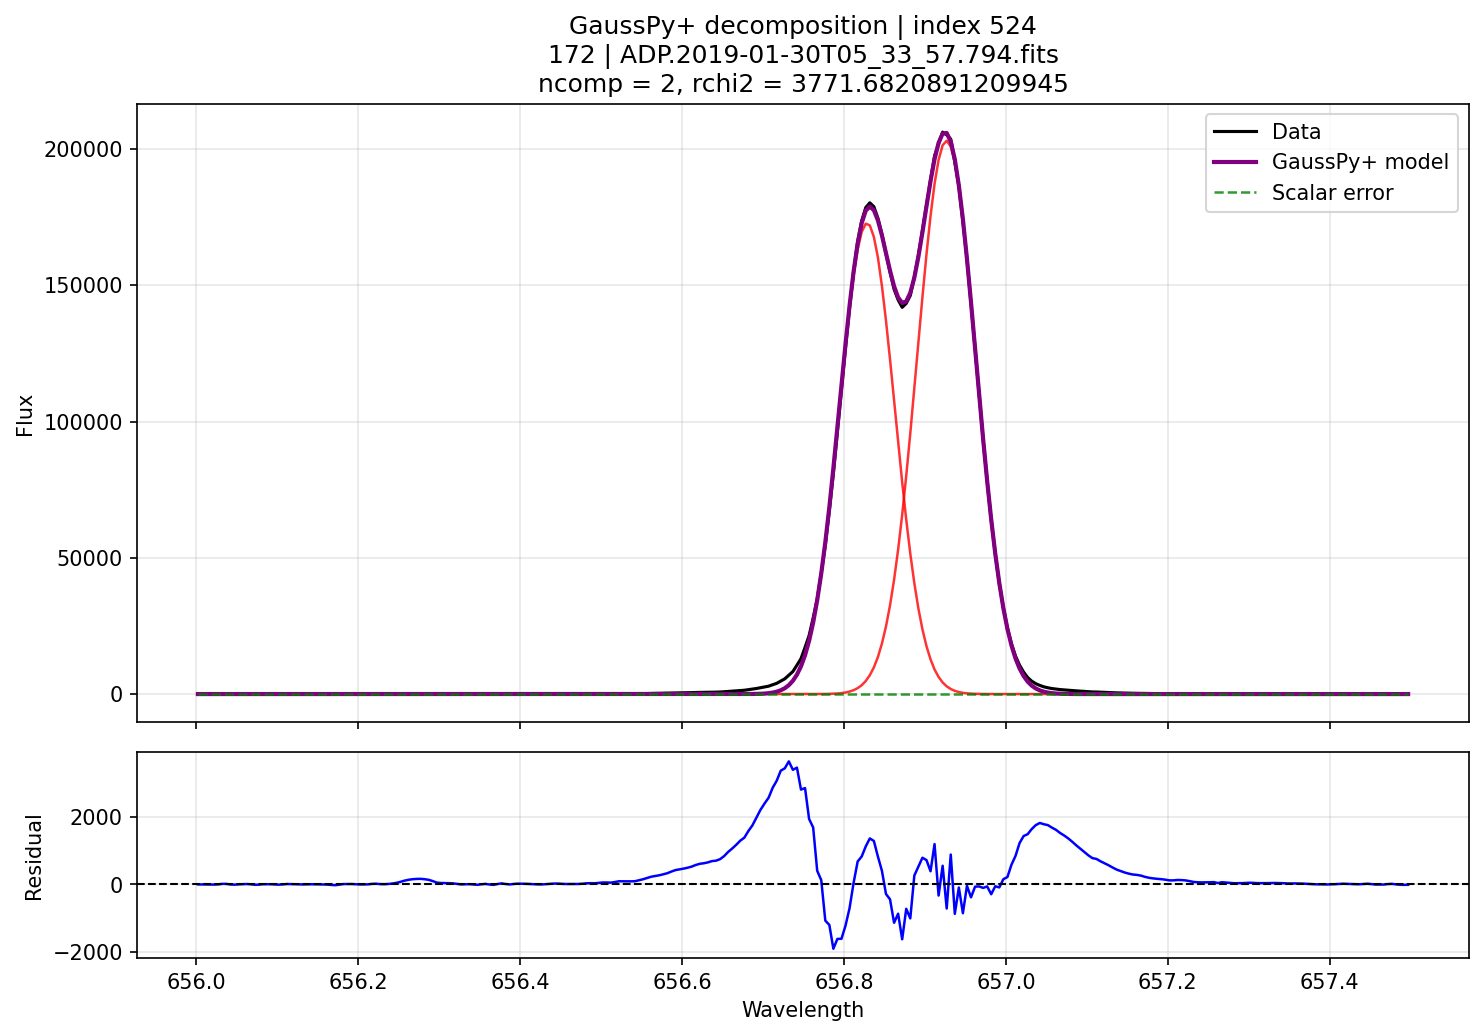 GaussPy+ decomposition | index 524
172 | ADP.2019-01-30T05_33_57.794.fits
ncomp = 2, rchi2 = 3771.6820891209945
Data
GaussPy+ model
Scalar error
200000
150000
100000
50000
0
Flux
2000
0
−2000
Residual
656.0 656.2 656.4 656.6 656.8 657.0 657.2 657.4
Wavelength